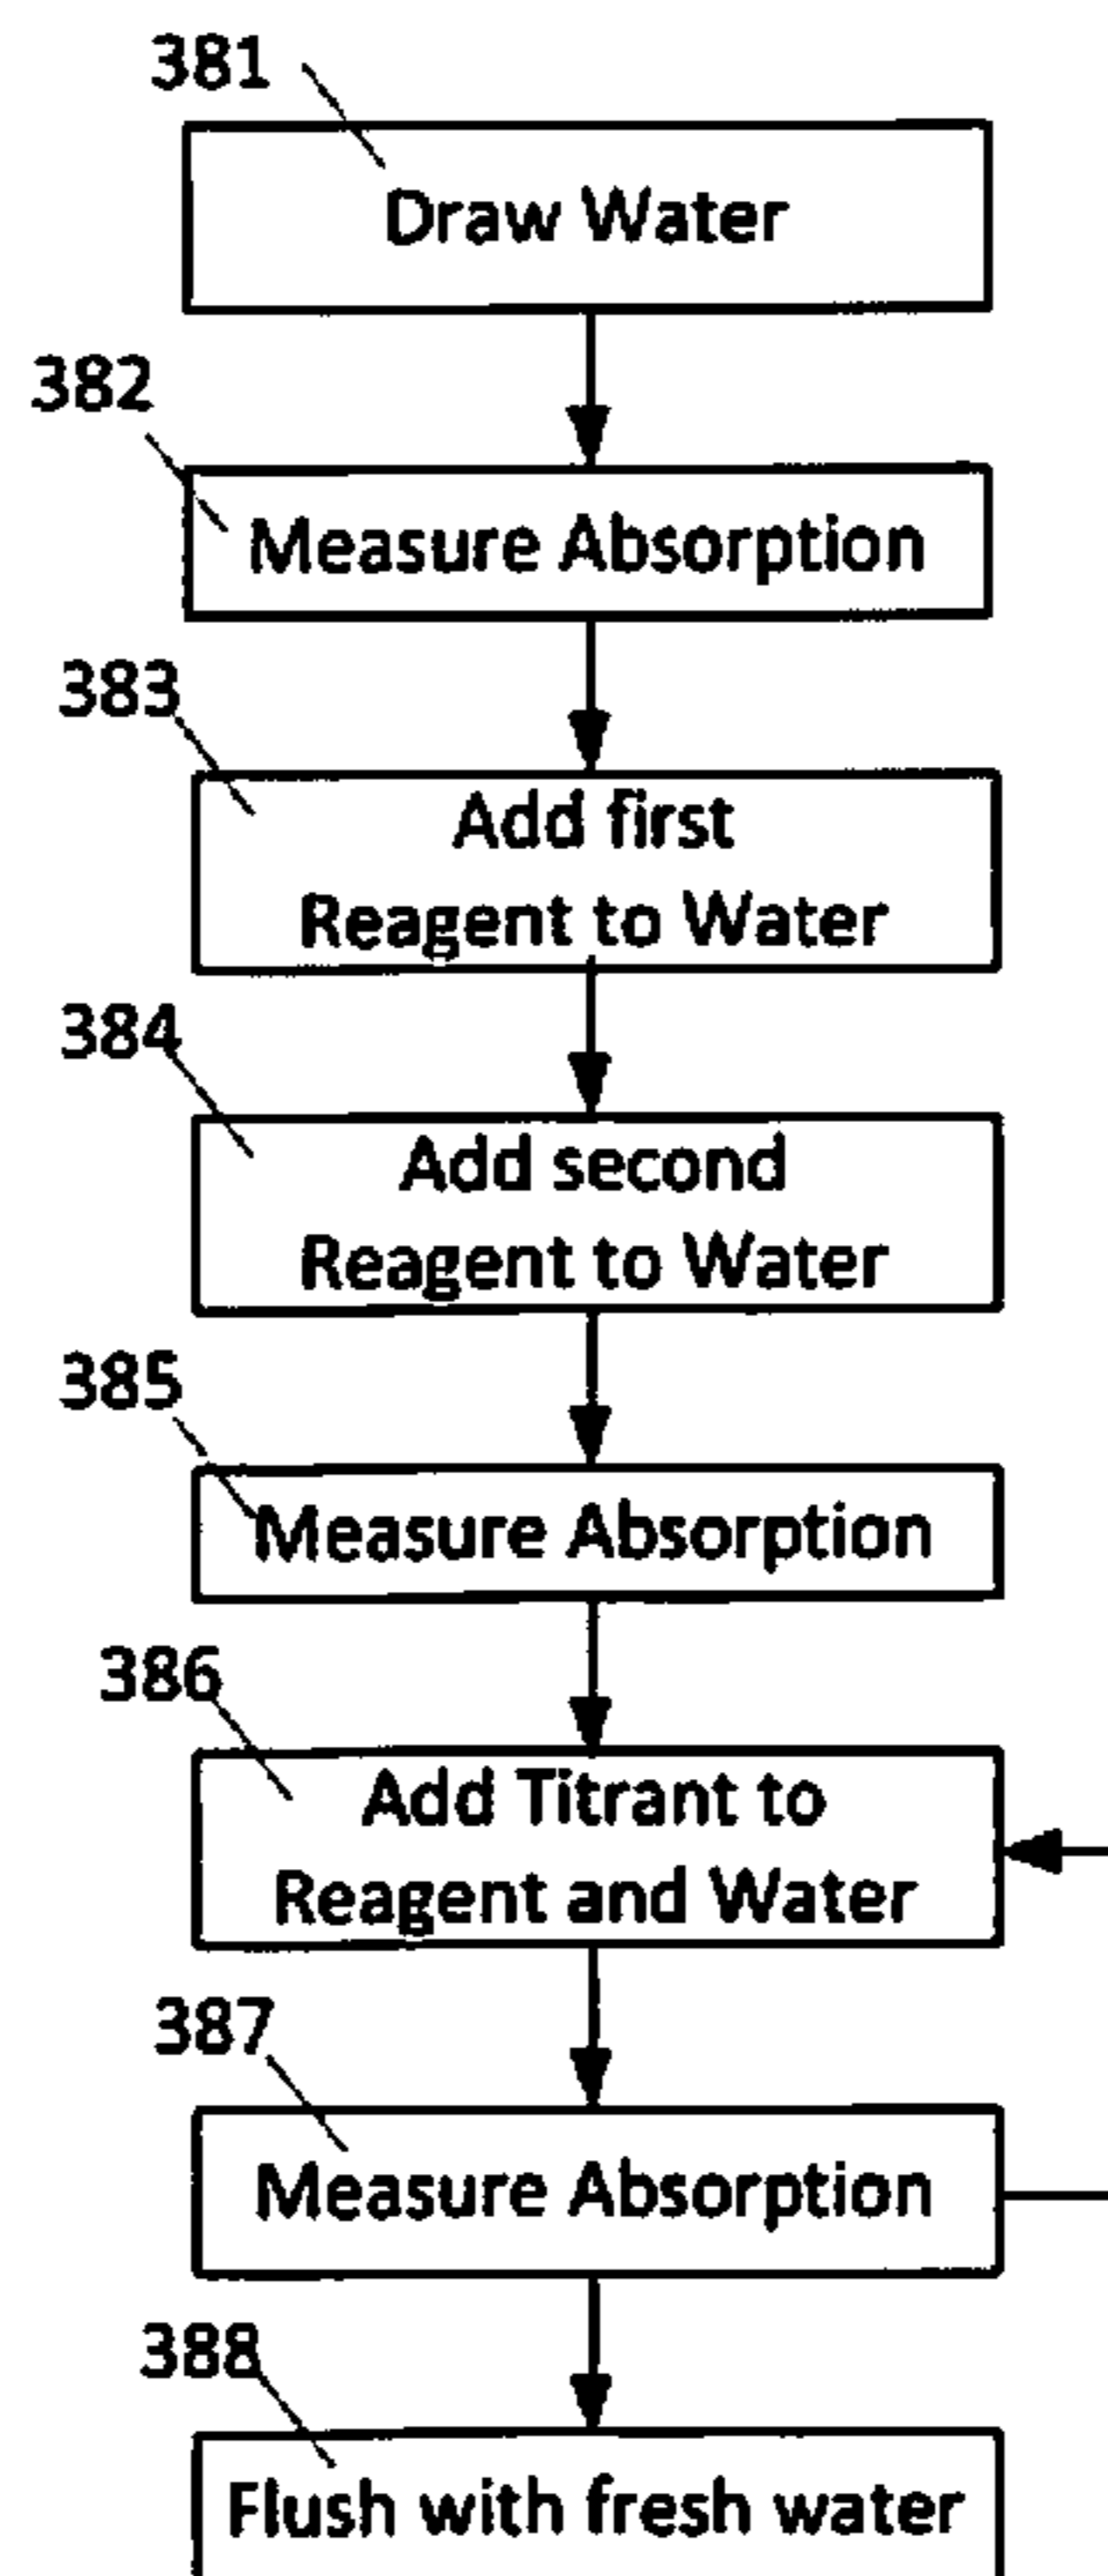 381
Draw Water
382
Measure Absorption
383
Add first
Reagent to Water
384
Add second
Reagent to Water
385
Measure Absorption
386
Add Titrant to
Reagent and Water
387
Measure Absorption
388
Flush with fresh water